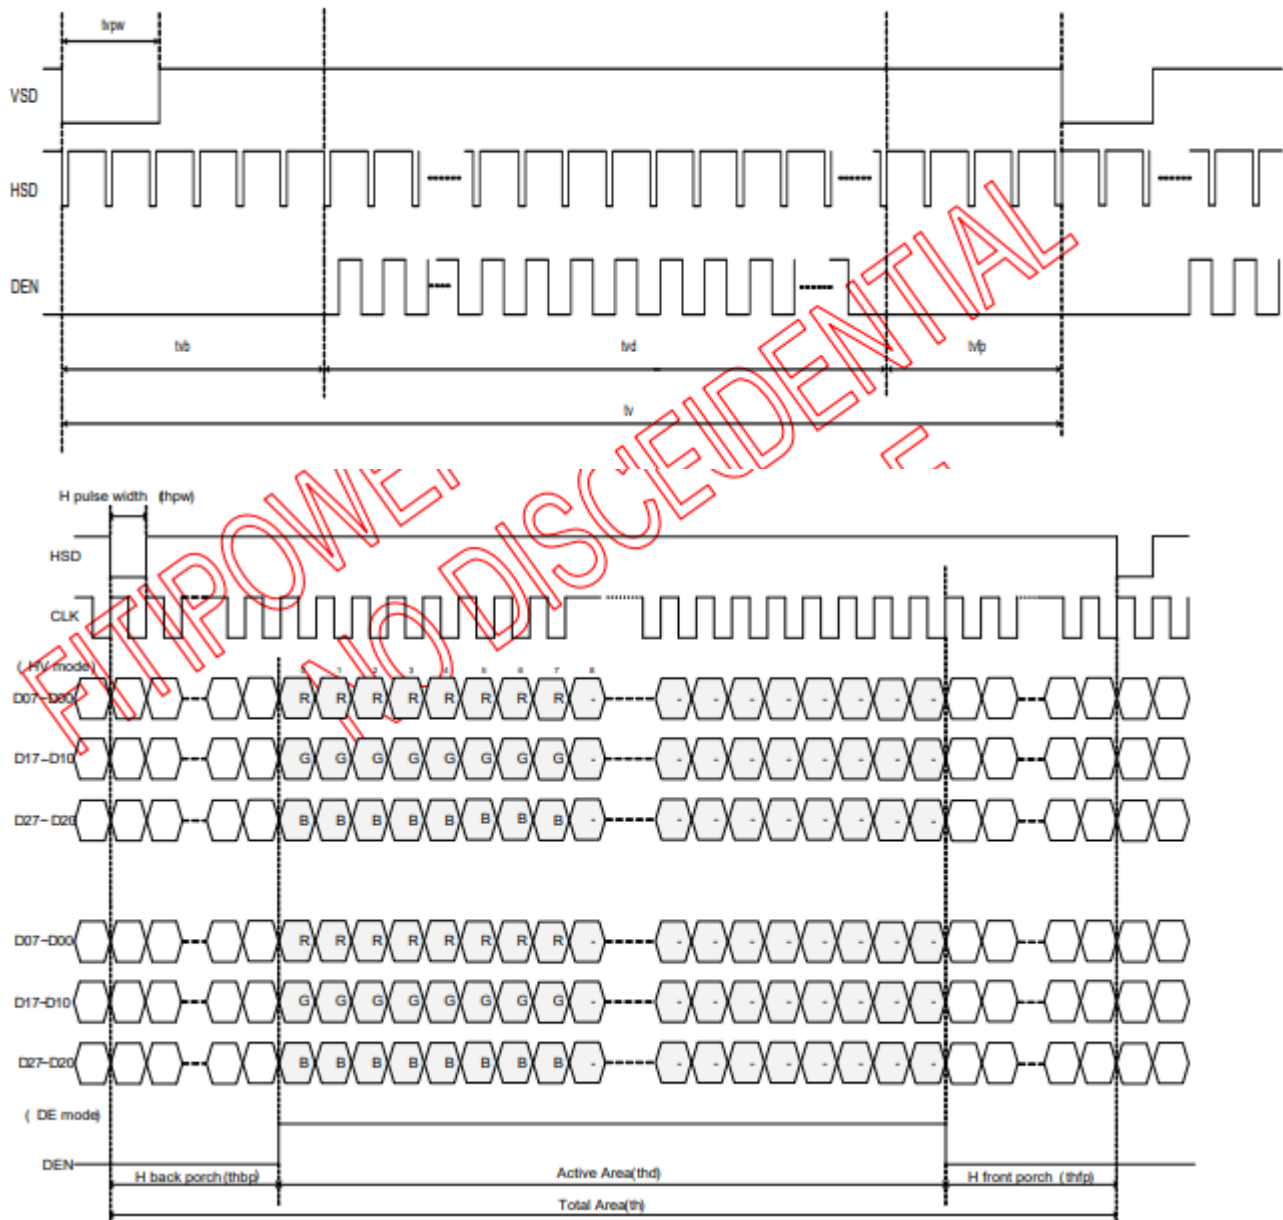 tvpw
VSD
HSD
DEN
tvb tvd tvfp
tv
FITIPOWER
NO DISCEIDENTIAL
H pulse width (thpw)
HSD
CLK
( HV mode)
0 1 2 3 4 5 6 7 8
D07-D00 R R R R R R R R - - - - - - - - -
D17-D10 G G G G G G G G - - - - - - - - -
D27-D20 B B B B B B B B - - - - - - - - -
D07-D00 R R R R R R R R - - - - - - - - -
D17-D10 G G G G G G G G - - - - - - - - -
D27-D20 B B B B B B B B - - - - - - - - -
( DE mode)
DEN
H back porch (thbp) Active Area(thd) H front porch (thfp)
Total Area(th)